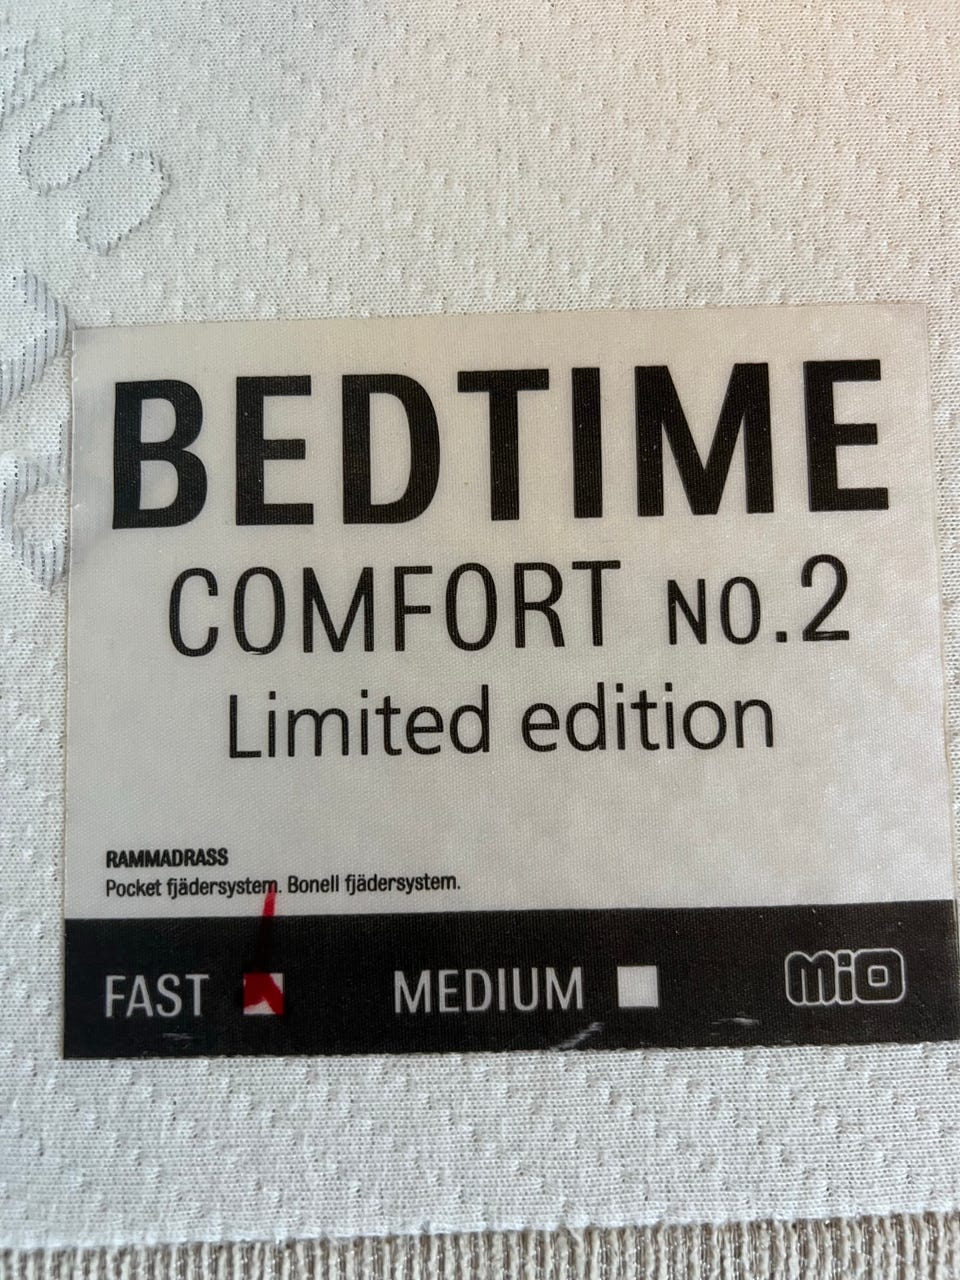 BEDTIME
COMFORT NO.2
Limited edition
RAMMADRASS
Pocket fjädersystem. Bonell fjädersystem.
FAST MEDIUM MiO